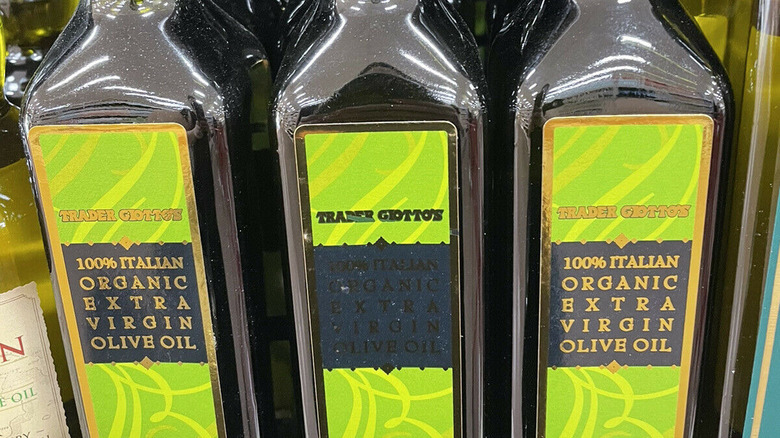 TRADER GIOTTO'S
100% ITALIAN
ORGANIC
EXTRA
VIRGIN
OLIVE OIL
TRADER GIOTTO'S
100% ITALIAN
ORGANIC
EXTRA
VIRGIN
OLIVE OIL
TRADER GIOTTO'S
100% ITALIAN
ORGANIC
EXTRA
VIRGIN
OLIVE OIL
N
E OIL